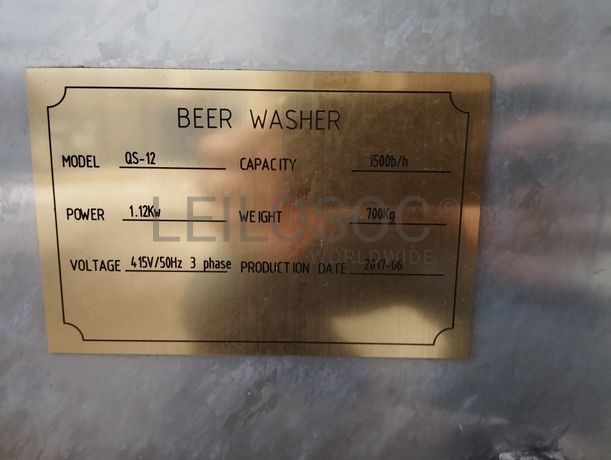 BEER WASHER
MODEL QS-12 CAPACITY i500b/h
POWER 1.12Kw WEIGHT 700Kg
LEILOSOC®
WORLDWIDE
VOLTAGE 415V/50Hz 3 phase PRODUCTION DATE 2017-06